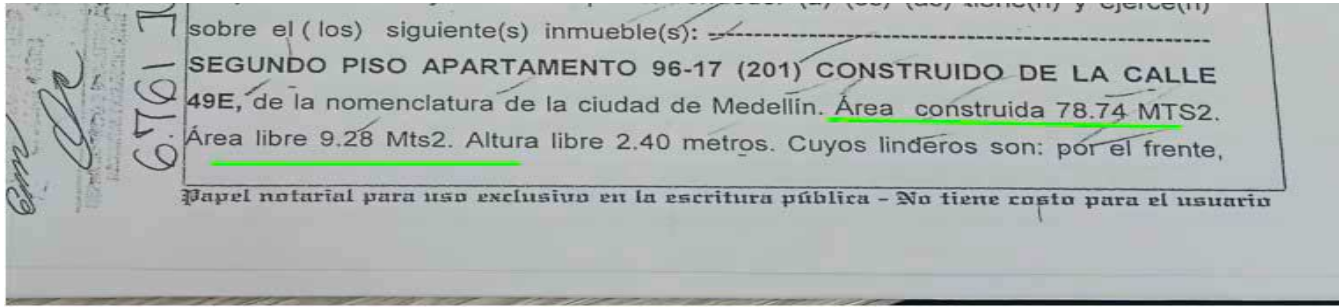 sobre el ( los) siguiente(s) inmueble(s):
SEGUNDO PISO APARTAMENTO 96-17 (201) CONSTRUIDO DE LA CALLE
49E, de la nomenclatura de la ciudad de Medellín. Área construida 78.74 MTS2.
Área libre 9.28 Mts2. Altura libre 2.40 metros. Cuyos linderos son: por el frente,
Papel notarial para uso exclusivo en la escritura pública - No tiene costo para el usuario